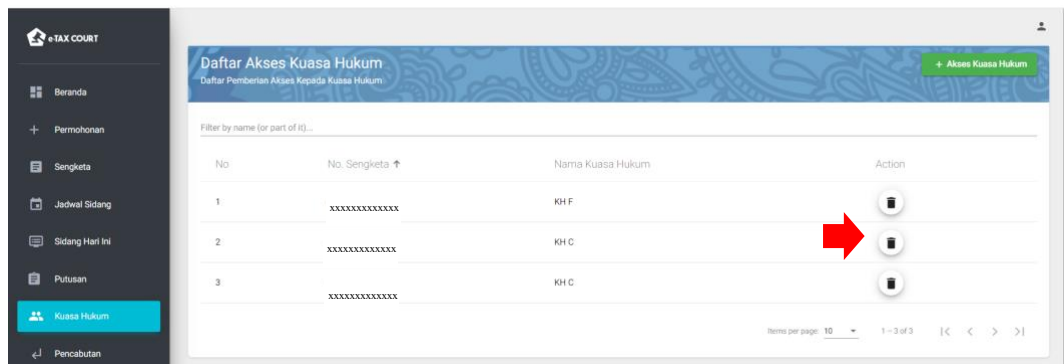 e-TAX COURT
Beranda
Permohonan
Sengketa
Jadwal Sidang
Sidang Hari Ini
Putusan
Kuasa Hukum
Pencabutan
Daftar Akses Kuasa Hukum
Daftar Pemberian Akses Kepada Kuasa Hukum
+ Akses Kuasa Hukum
Filter by name (or part of it)...
No No. Sengketa ↑ Nama Kuasa Hukum Action
1 xxxxxxxxxxxxx KH F
2 xxxxxxxxxxxxx KH C
3 xxxxxxxxxxxxx KH C
Items per page: 10 1 – 3 of 3